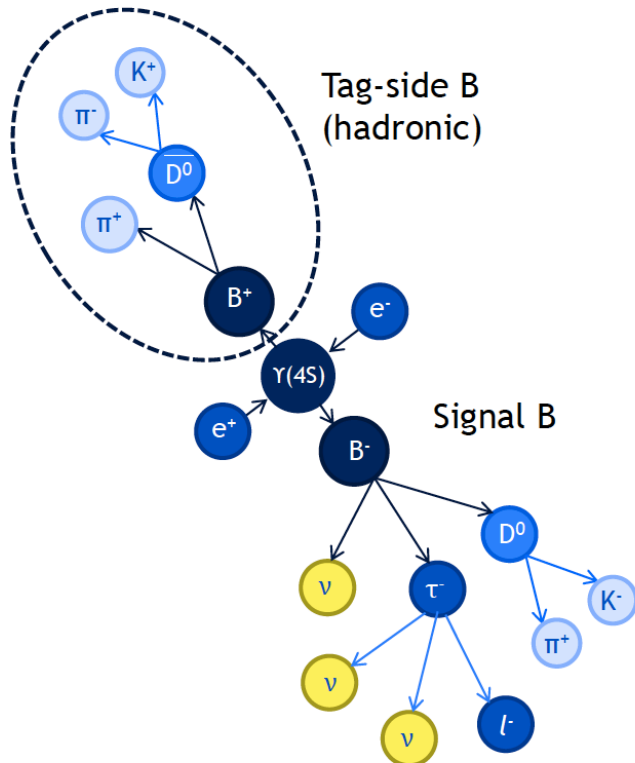 K⁺
Tag-side B
(hadronic)
π⁻
D̅⁰
π⁺
B⁺
e⁻
ϒ(4S)
e⁺
Signal B
B⁻
D⁰
ν
τ⁻
K⁻
π⁺
ν
ν
l⁻